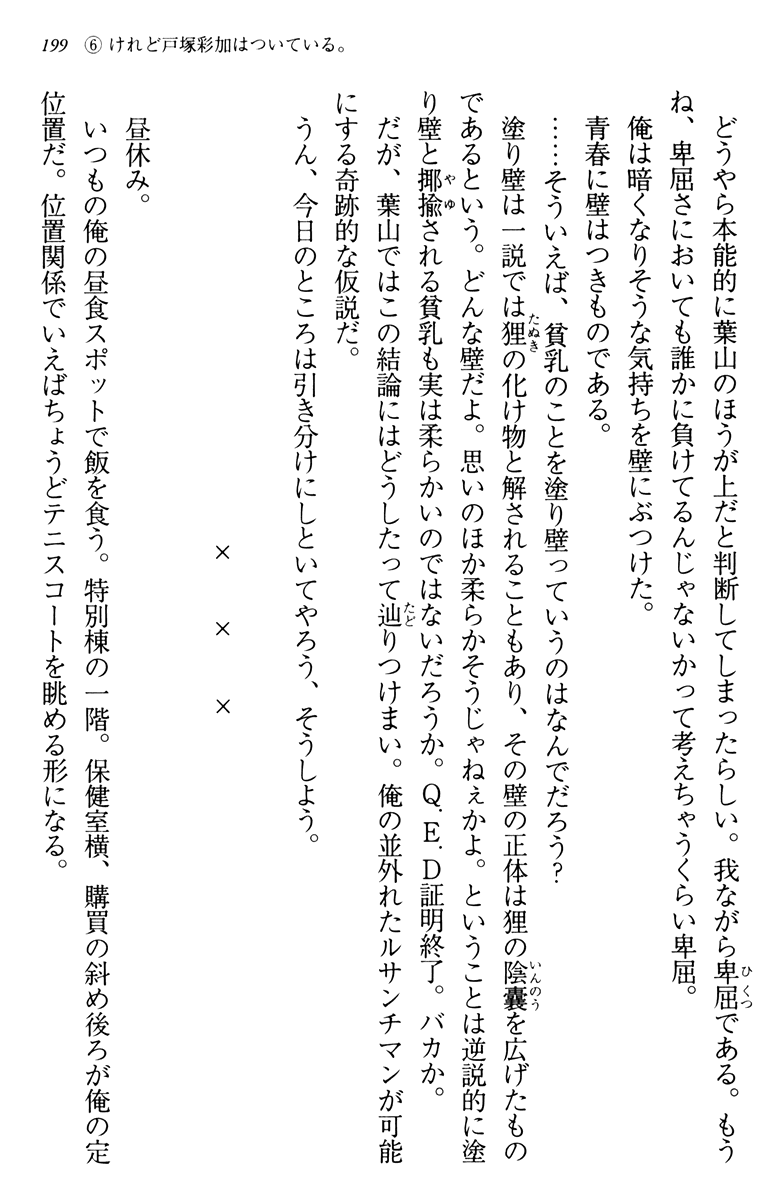 199 ⑥ けれど戸塚彩加はついている。
どうやら本能的に葉山のほうが上だと判断してしまったらしい。我ながら卑屈である。もう
ね、卑屈さにおいても誰かに負けてるんじゃないかって考えちゃうくらい卑屈。
俺は暗くなりそうな気持ちを壁にぶつけた。
青春に壁はつきものである。
……そういえば、貧乳のことを塗り壁っていうのはなんでだろう?
塗り壁は一説では狸の化け物と解されることもあり、その壁の正体は狸の陰嚢を広げたもの
であるという。どんな壁だよ。思いのほか柔らかそうじゃねぇかよ。ということは逆説的に塗
り壁と揶揄される貧乳も実は柔らかいのではないだろうか。Q.E.D証明終了。バカか。
だが、葉山ではこの結論にはどうしたって辿りつけまい。俺の並外れたルサンチマンが可能
にする奇跡的な仮説だ。
うん、今日のところは引き分けにしといてやろう、そうしよう。
× × ×
昼休み。
いつもの俺の昼食スポットで飯を食う。特別棟の一階。保健室横、購買の斜め後ろが俺の定
位置だ。位置関係でいえばちょうどテニスコートを眺める形になる。